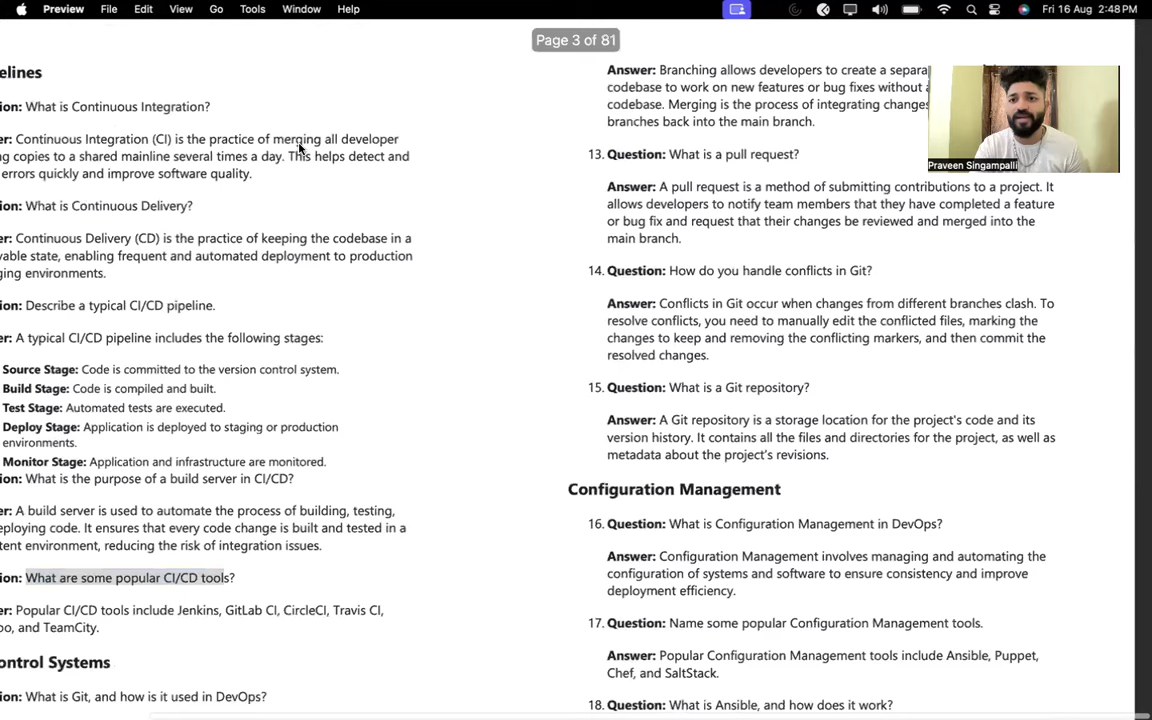 Preview File Edit View Go Tools Window Help Fri 16 Aug 2:48 PM
Page 3 of 81
elines
ion: What is Continuous Integration?
er: Continuous Integration (CI) is the practice of merging all developer
ng copies to a shared mainline several times a day. This helps detect and
errors quickly and improve software quality.
ion: What is Continuous Delivery?
er: Continuous Delivery (CD) is the practice of keeping the codebase in a
yable state, enabling frequent and automated deployment to production
ging environments.
ion: Describe a typical CI/CD pipeline.
er: A typical CI/CD pipeline includes the following stages:
Source Stage: Code is committed to the version control system.
Build Stage: Code is compiled and built.
Test Stage: Automated tests are executed.
Deploy Stage: Application is deployed to staging or production
environments.
Monitor Stage: Application and infrastructure are monitored.
ion: What is the purpose of a build server in CI/CD?
er: A build server is used to automate the process of building, testing,
eploying code. It ensures that every code change is built and tested in a
tent environment, reducing the risk of integration issues.
ion: What are some popular CI/CD tools?
er: Popular CI/CD tools include Jenkins, GitLab CI, CircleCI, Travis CI,
oo, and TeamCity.
ontrol Systems
ion: What is Git, and how is it used in DevOps?
Answer: Branching allows developers to create a separa
codebase to work on new features or bug fixes without
codebase. Merging is the process of integrating changes
branches back into the main branch.
13. Question: What is a pull request?
Answer: A pull request is a method of submitting contributions to a project. It
allows developers to notify team members that they have completed a feature
or bug fix and request that their changes be reviewed and merged into the
main branch.
14. Question: How do you handle conflicts in Git?
Answer: Conflicts in Git occur when changes from different branches clash. To
resolve conflicts, you need to manually edit the conflicted files, marking the
changes to keep and removing the conflicting markers, and then commit the
resolved changes.
15. Question: What is a Git repository?
Answer: A Git repository is a storage location for the project's code and its
version history. It contains all the files and directories for the project, as well as
metadata about the project's revisions.
Configuration Management
16. Question: What is Configuration Management in DevOps?
Answer: Configuration Management involves managing and automating the
configuration of systems and software to ensure consistency and improve
deployment efficiency.
17. Question: Name some popular Configuration Management tools.
Answer: Popular Configuration Management tools include Ansible, Puppet,
Chef, and SaltStack.
18. Question: What is Ansible, and how does it work?
Praveen Singampalli